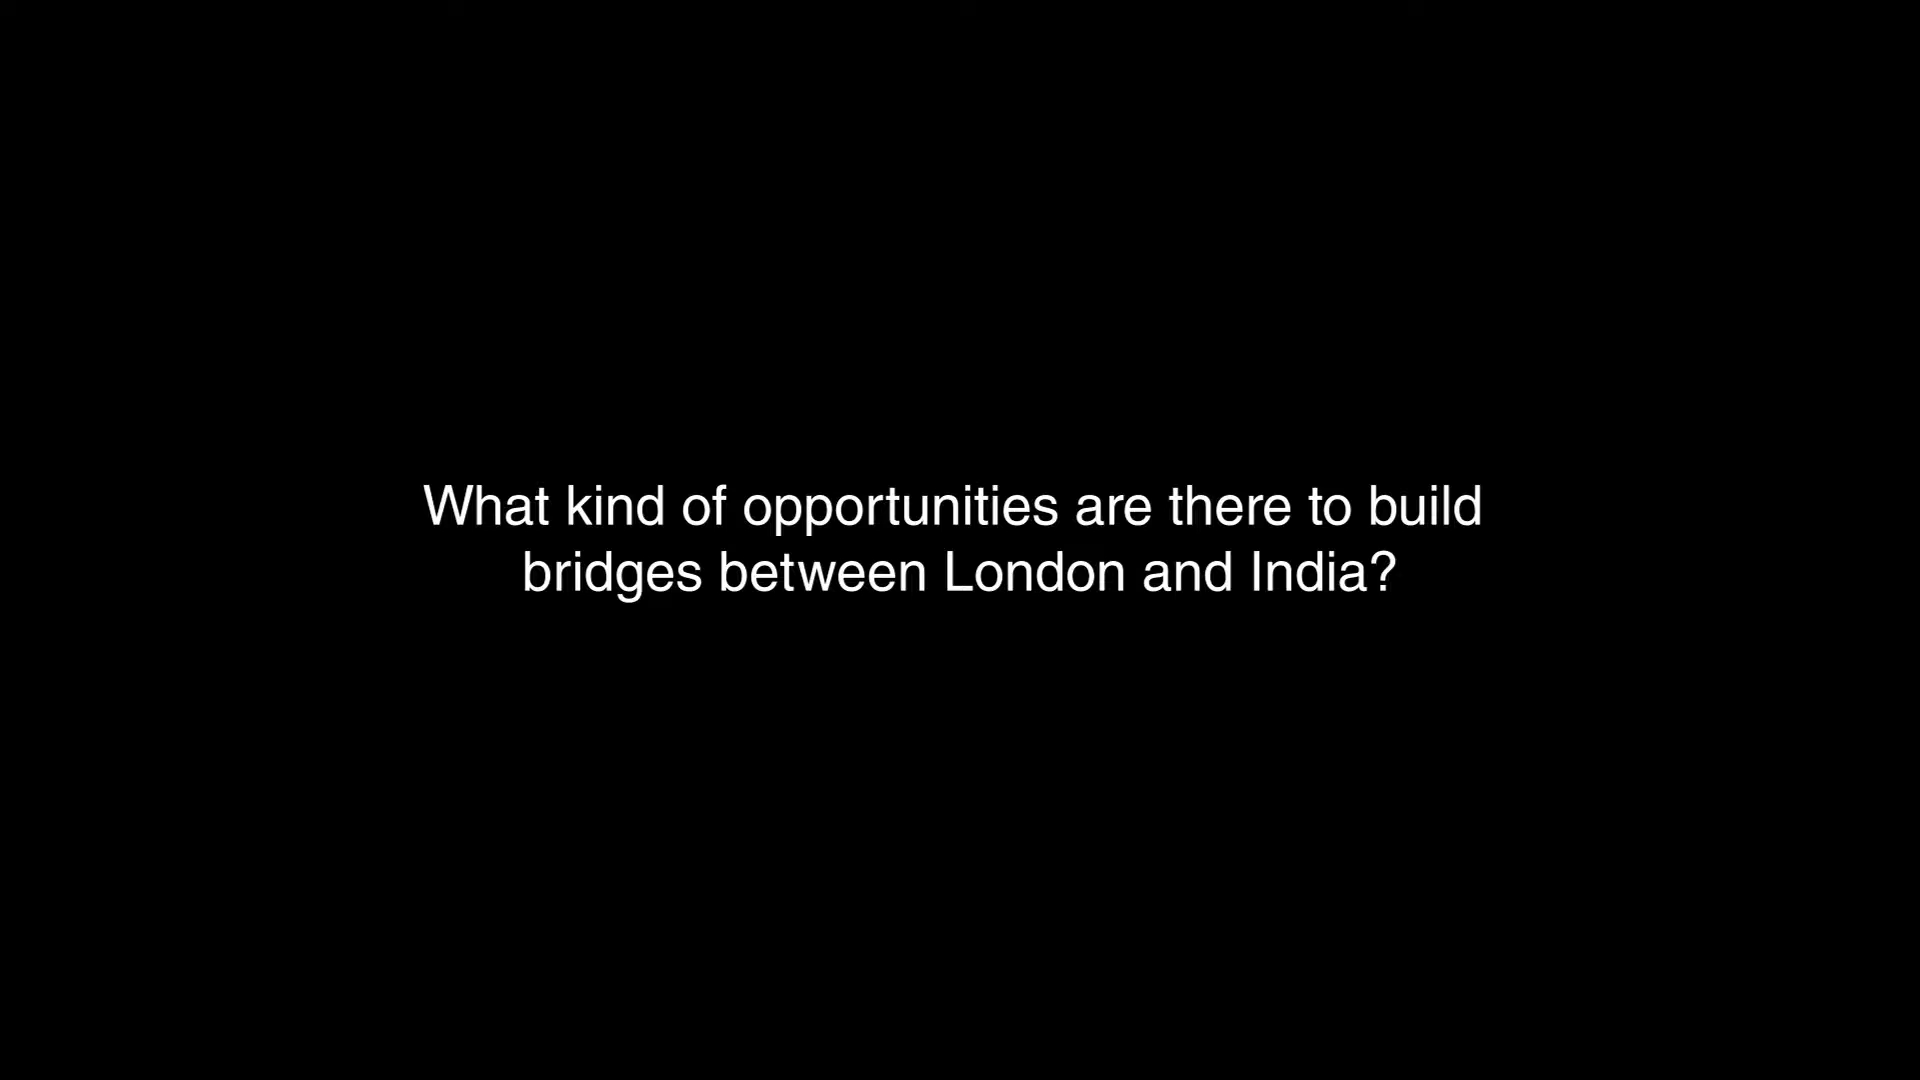 What kind of opportunities are there to build
bridges between London and India?